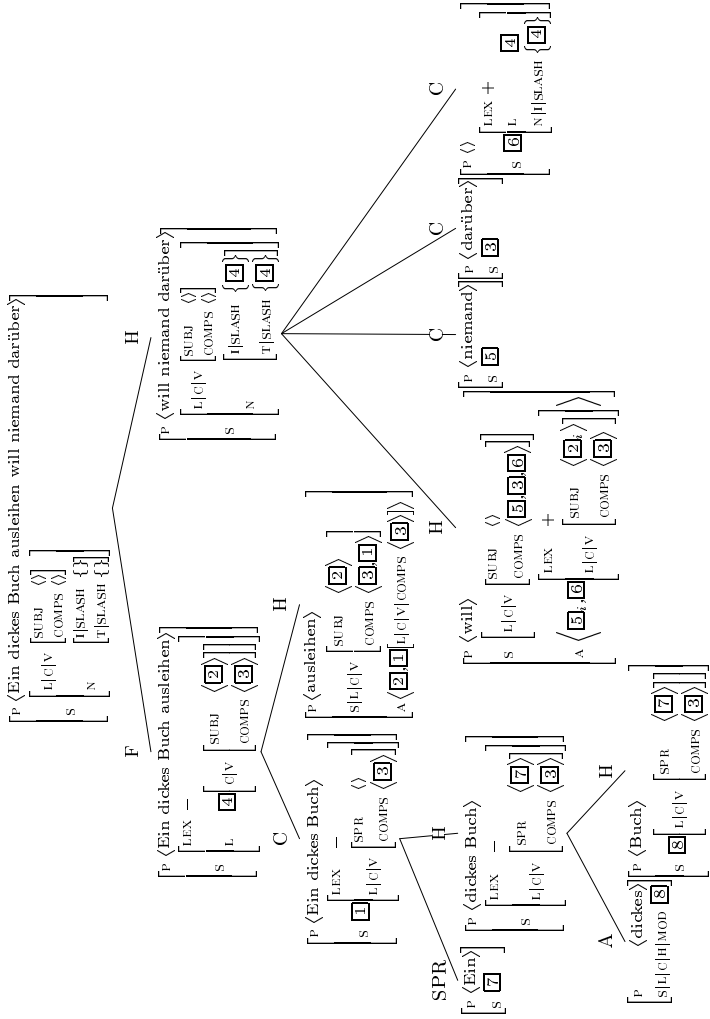 P ⟨Ein dickes Buch ausleihen will niemand darüber⟩
S L|C|V SUBJ ⟨⟩
COMPS ⟨⟩
N I|SLASH {}
T|SLASH {}
F
H
P ⟨Ein dickes Buch ausleihen⟩
S LEX −
L 4 C|V SUBJ ⟨2⟩
COMPS ⟨3⟩
P ⟨will niemand darüber⟩
S L|C|V SUBJ ⟨⟩
COMPS ⟨⟩
N I|SLASH {4}
T|SLASH {4}
C
H
P ⟨Ein dickes Buch⟩
S 1 LEX −
L|C|V SPR ⟨⟩
COMPS ⟨3⟩
P ⟨ausleihen⟩
S|L|C|V SUBJ ⟨2⟩
COMPS ⟨3,1⟩
A ⟨2,1[L|C|V|COMPS⟨3⟩]⟩
H
C
C
C
P ⟨will⟩
S L|C|V SUBJ ⟨⟩
COMPS ⟨5,3,6⟩
A ⟨5i,6 LEX +
L|C|V SUBJ ⟨2i⟩
COMPS ⟨3⟩ ⟩
P ⟨niemand⟩
S 5
P ⟨darüber⟩
S 3
P ⟨⟩
S 6 LEX +
L 4
N|I|SLASH {4}
SPR
H
P ⟨Ein⟩
S 7
P ⟨dickes Buch⟩
S LEX −
L|C|V SPR ⟨7⟩
COMPS ⟨3⟩
A
H
P ⟨dickes⟩
S|L|C|H|MOD 8
P ⟨Buch⟩
S 8 L|C|V SPR ⟨7⟩
COMPS ⟨3⟩